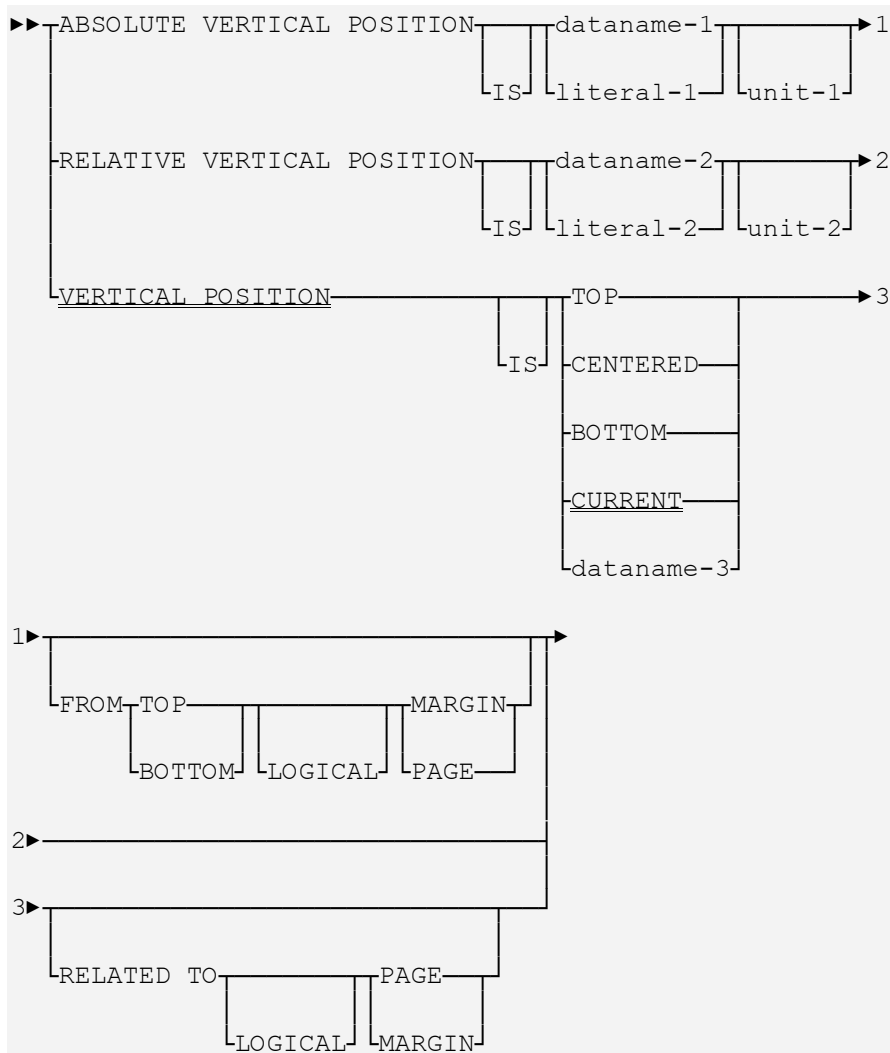 ABSOLUTE VERTICAL POSITION dataname-1 1
IS literal-1 unit-1
RELATIVE VERTICAL POSITION dataname-2 2
IS literal-2 unit-2
VERTICAL POSITION TOP 3
IS CENTERED
BOTTOM
CURRENT
dataname-3
1
FROM TOP MARGIN
BOTTOM LOGICAL PAGE
2
3
RELATED TO PAGE
LOGICAL MARGIN